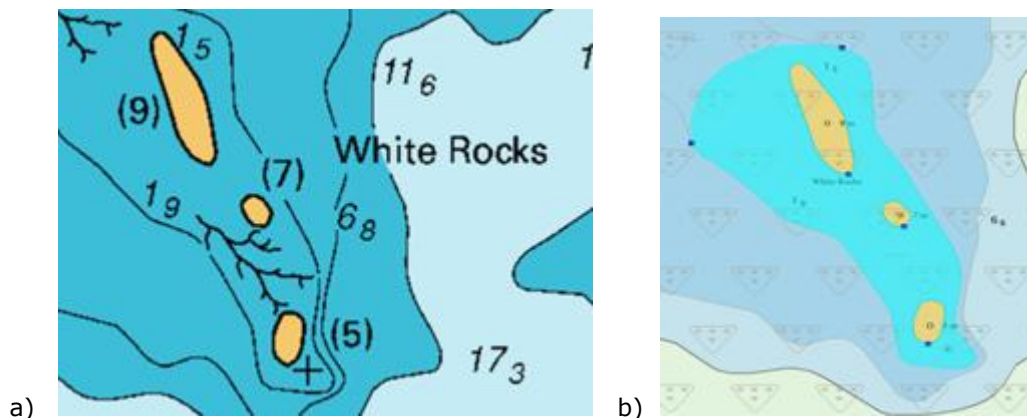 1₅
11₆
(9)
White Rocks
(7)
1₉
6₈
(5)
17₃
a)
White Rocks
6₈
b)